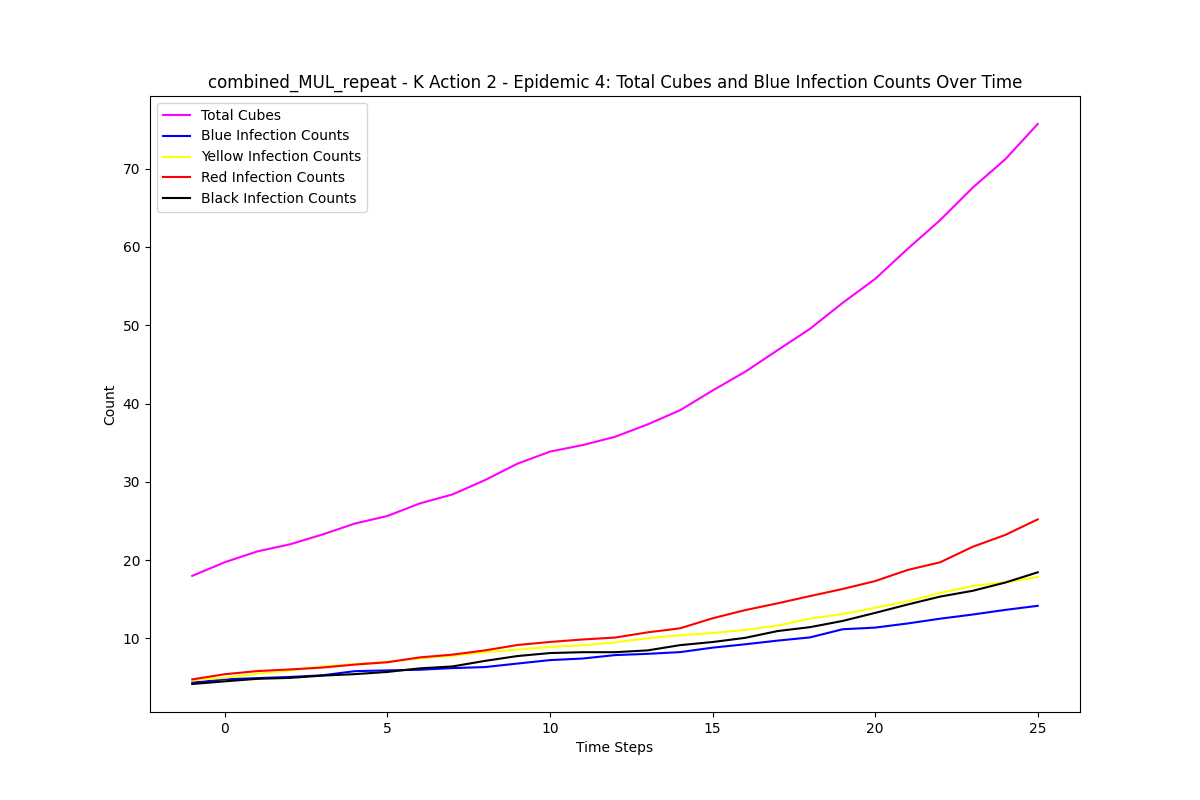 combined_MUL_repeat - K Action 2 - Epidemic 4: Total Cubes and Blue Infection Counts Over Time
Total Cubes
Blue Infection Counts
Yellow Infection Counts
Red Infection Counts
Black Infection Counts
70
60
50
40
30
20
10
Count
0 5 10 15 20 25
Time Steps